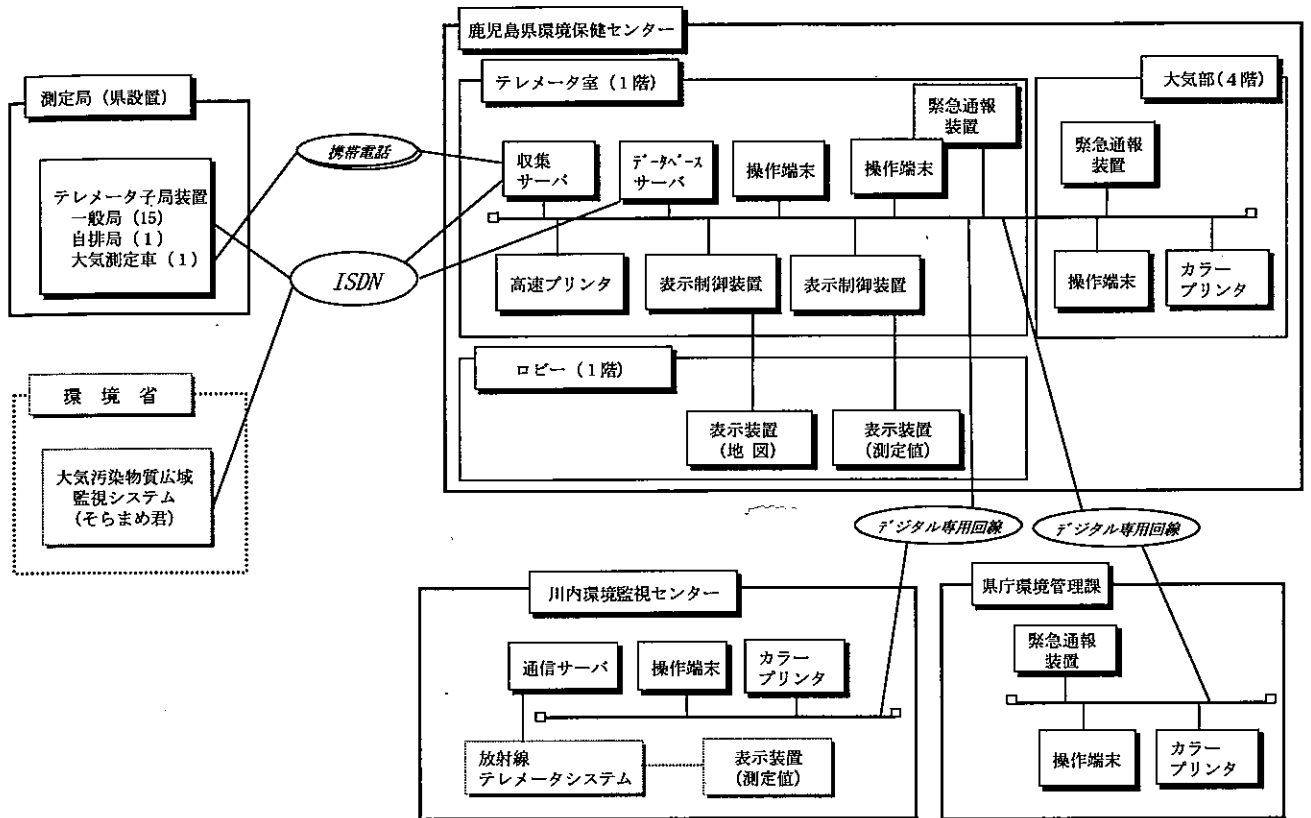 鹿児島県環境保健センター
測定局（県設置）
テレメータ子局装置
一般局（15）
自排局（1）
大気測定車（1）
携帯電話
ISDN
環 境 省
大気汚染物質広域
監視システム
(そらまめ君)
テレメータ室（1階）
収集
サーバ
ﾃﾞｰﾀﾍﾞｰｽ
サーバ
操作端末
操作端末
緊急通報
装置
高速プリンタ
表示制御装置
表示制御装置
大気部（4階）
緊急通報
装置
操作端末
カラー
プリンタ
ロビー（1階）
表示装置
(地 図)
表示装置
(測定値)
デジタル専用回線
デジタル専用回線
川内環境監視センター
通信サーバ
操作端末
カラー
プリンタ
放射線
テレメータシステム
表示装置
(測定値)
県庁環境管理課
緊急通報
装置
操作端末
カラー
プリンタ